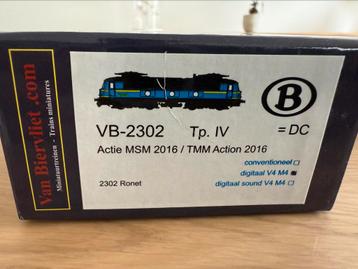 Van Biervliet .com
Miniatuurtreinen - Trains miniatures
B
VB-2302 Tp. IV = DC
Actie MSM 2016 / TMM Action 2016
conventioneel
2302 Ronet
digitaal V4 M4
digitaal sound V4 M4